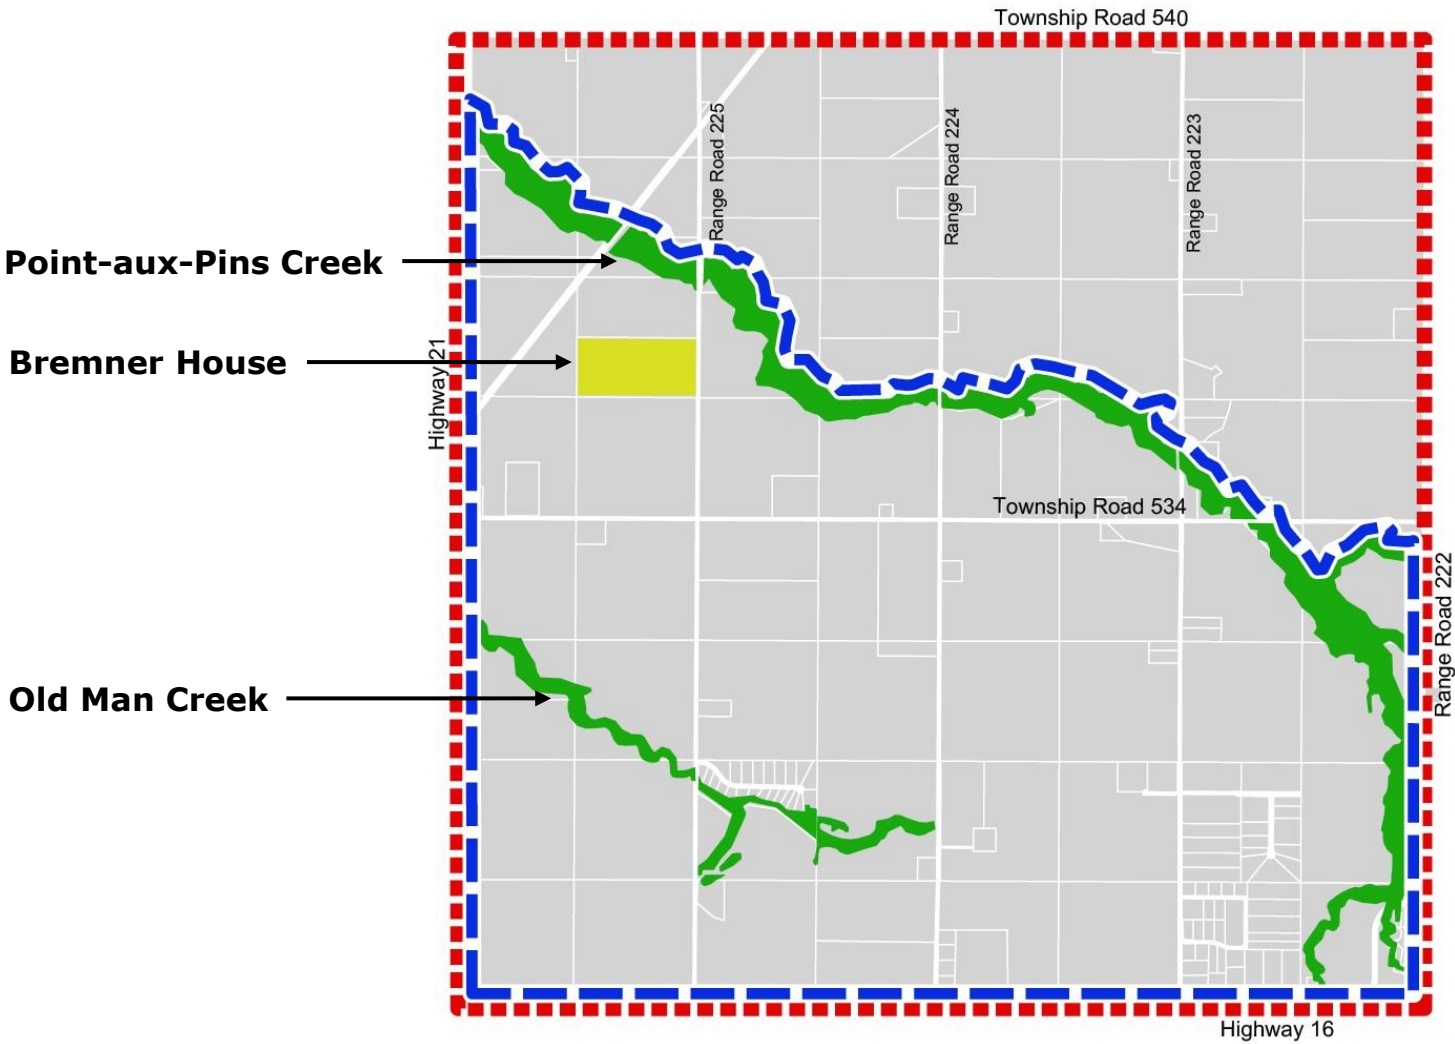 Township Road 540
Range Road 225
Range Road 224
Range Road 223
Point-aux-Pins Creek
Bremner House
Highway 21
Township Road 534
Range Road 222
Old Man Creek
Highway 16